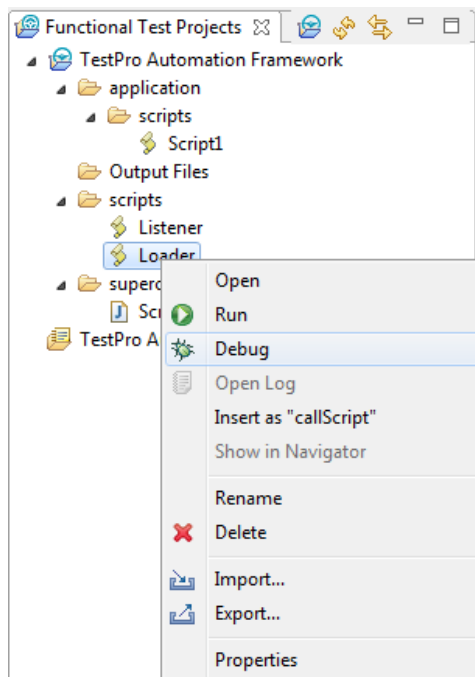 Functional Test Projects
TestPro Automation Framework
application
scripts
Script1
Output Files
scripts
Listener
Loader
Open
Run
TestPro A
Debug
Open Log
Insert as "callScript"
Show in Navigator
Rename
Delete
Import...
Export...
Properties